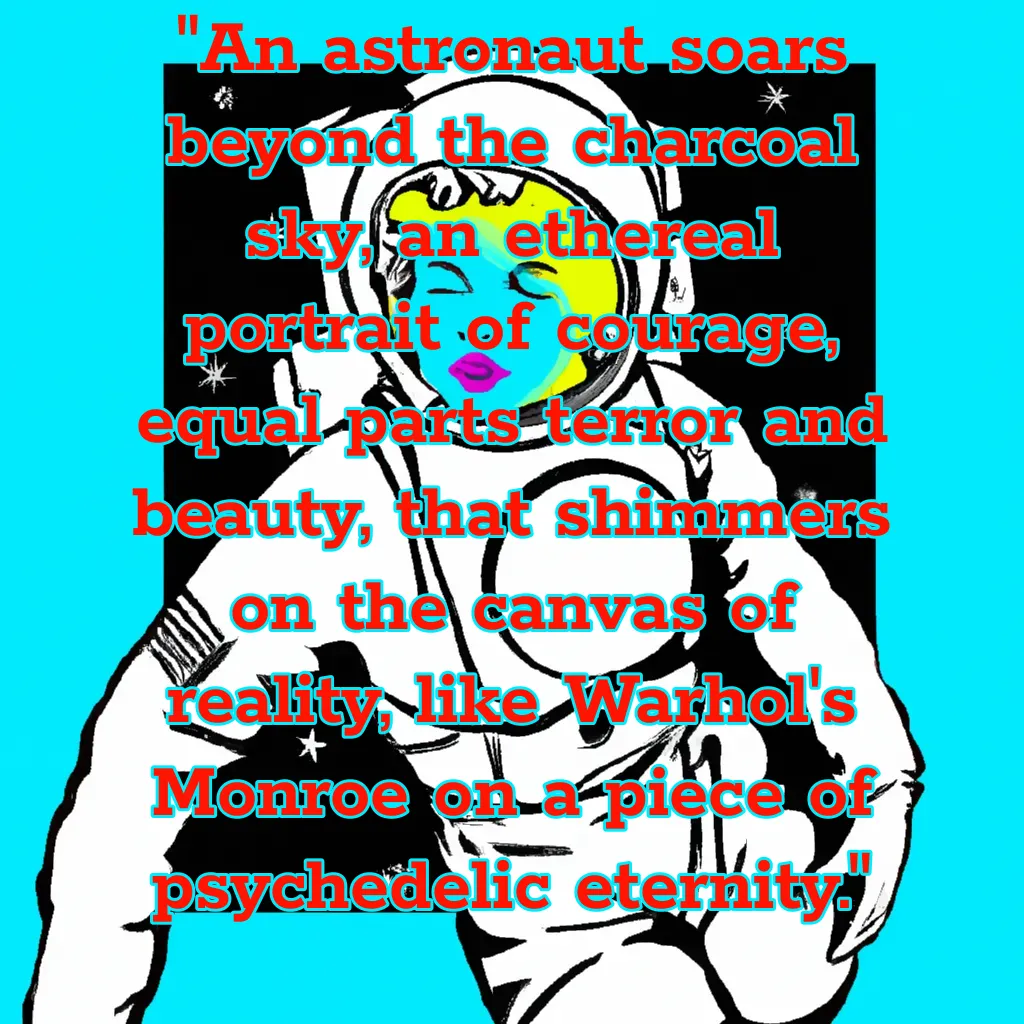 "An astronaut soars
beyond the charcoal
sky, an ethereal
portrait of courage,
equal parts terror and
beauty, that shimmers
on the canvas of
reality, like Warhol's
Monroe on a piece of
psychedelic eternity."